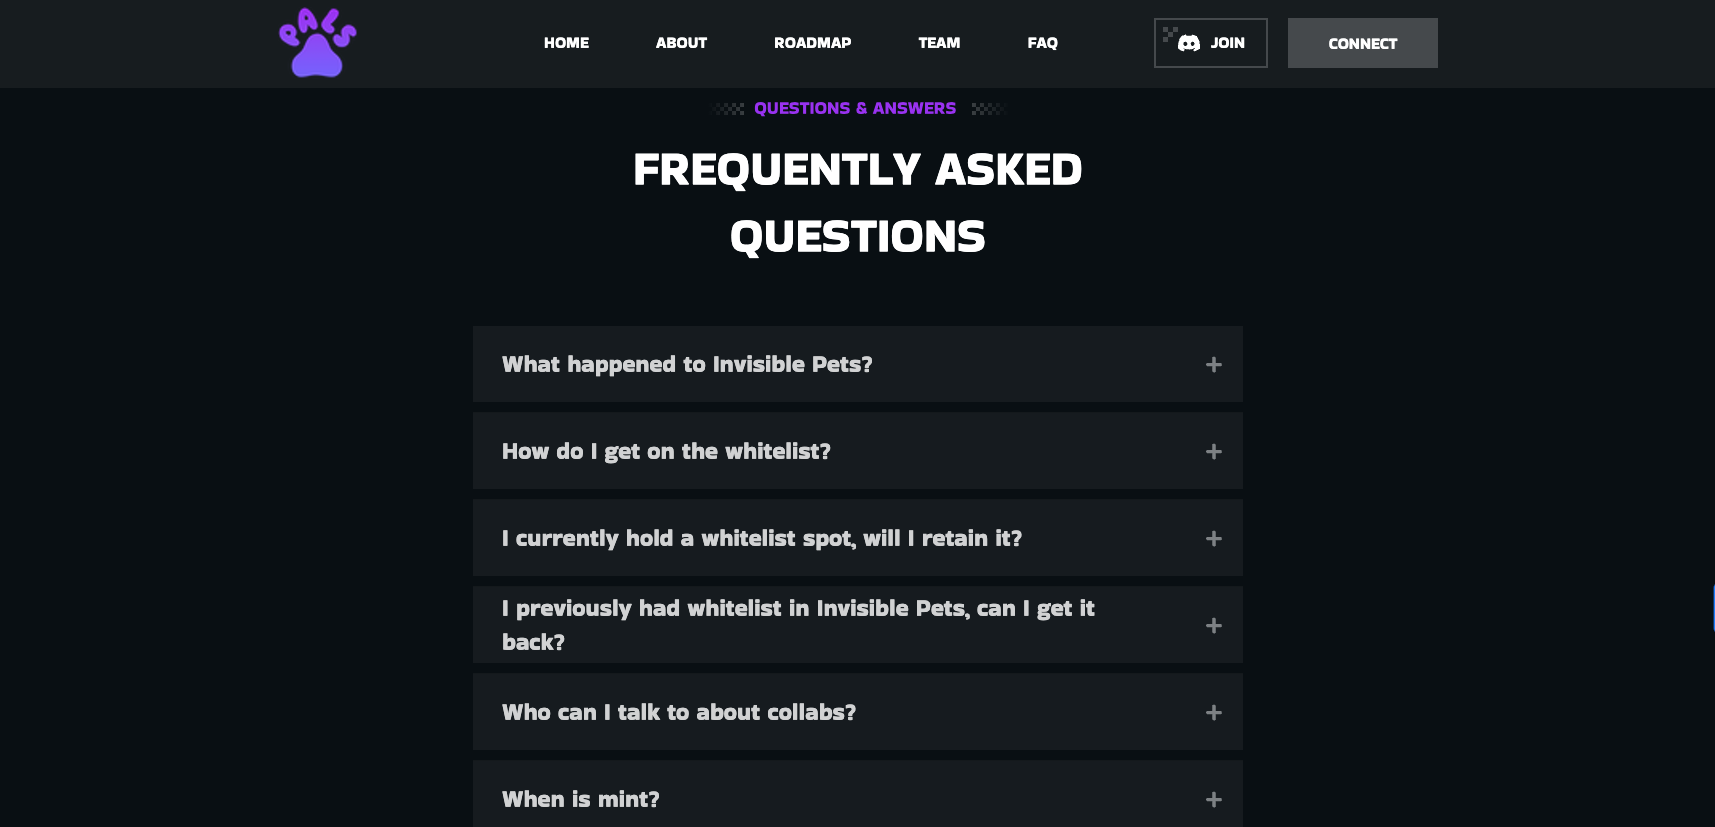 PALS
HOME
ABOUT
ROADMAP
TEAM
FAQ
JOIN
CONNECT
QUESTIONS & ANSWERS
FREQUENTLY ASKED
QUESTIONS
What happened to Invisible Pets?
How do I get on the whitelist?
I currently hold a whitelist spot, will I retain it?
I previously had whitelist in Invisible Pets, can I get it
back?
Who can I talk to about collabs?
When is mint?